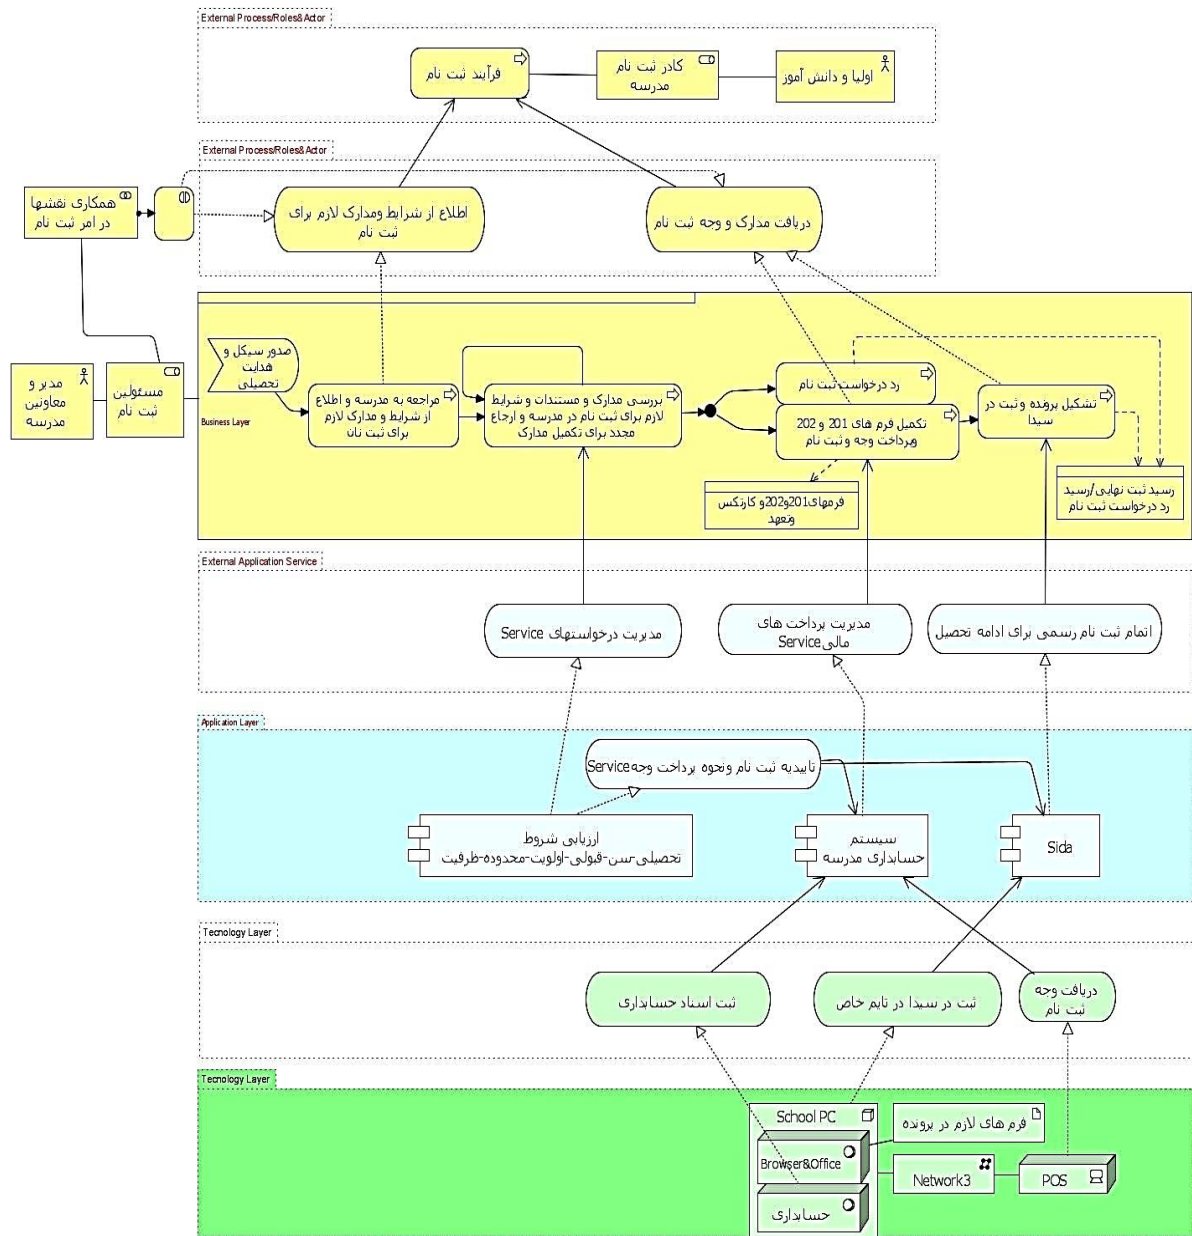 External Process/Roles&Actor
فرآیند ثبت نام
کادر ثبت نام
مدرسه
اولیا و دانش آموز
External Process/Roles&Actor
همکاری نقشها
در امر ثبت نام
اطلاع از شرایط ومدارک لازم برای
ثبت نام
دریافت مدارک و وجه ثبت نام
مدیر و
معاونین
مدرسه
مسئولین
ثبت نام
Business Layer
صدور سیکل و
هدایت
تحصیلی
مراجعه به مدرسه و اطلاع
از شرایط و مدارک لازم
برای ثبت نان
بررسی مدارک و مستندات و شرایط
لازم برای ثبت نام در مدرسه و ارجاع
مجدد برای تکمیل مدارک
رد درخواست ثبت نام
تکمیل فرم های 201 و 202
وپرداخت وجه و ثبت نام
تشکیل پرونده و ثبت در
سیدا
فرمهای201و202و کارتکس
وتعهد
رسید ثبت نهایی/رسید
رد درخواست ثبت نام
External Application Service
مدیریت درخواستهای Service
مدیریت پرداخت های
مالیService
اتمام ثبت نام رسمی برای ادامه تحصیل
Application Layer
تاییدیه ثبت نام ونحوه پرداخت وجهService
ارزیابی شروط
تحصیلی-سن-قبولی-اولویت-محدوده-ظرفیت
سیستم
حسابداری مدرسه
Sida
Tecnology Layer
ثبت اسناد حسابداری
ثبت در سیدا در تایم خاص
دریافت وجه
ثبت نام
Tecnology Layer
School PC
Browser&Office
حسابداری
فرم های لازم در پرونده
Network3
POS